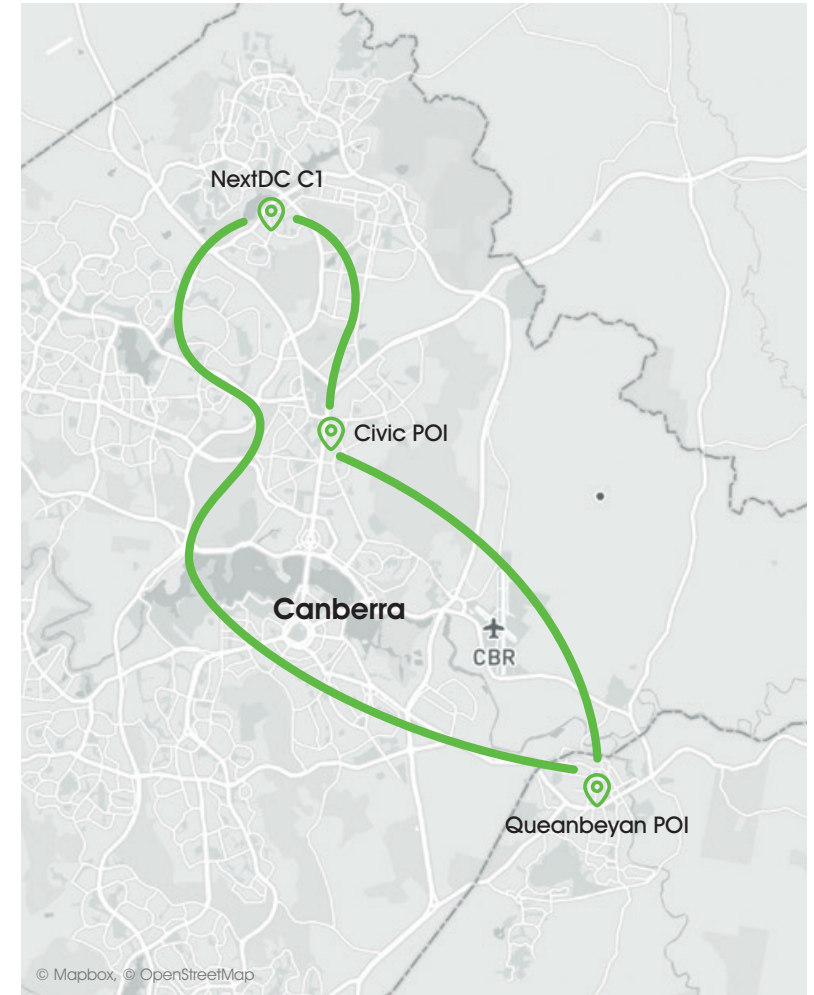 NextDC C1
Civic POI
Canberra
CBR
Queanbeyan POI
© Mapbox, © OpenStreetMap